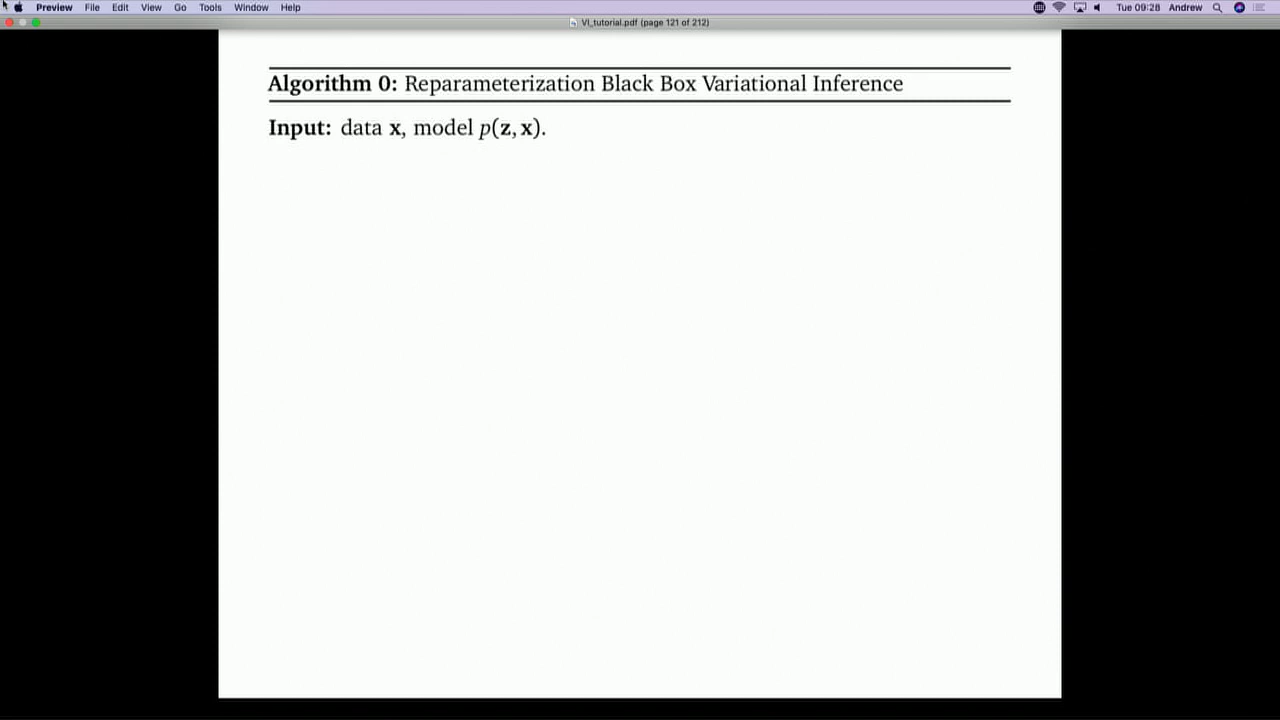 Preview File Edit View Go Tools Window Help Tue 09:28 Andrew
VI_tutorial.pdf (page 121 of 212)
Algorithm 0: Reparameterization Black Box Variational Inference
Input: data x, model p(z, x).